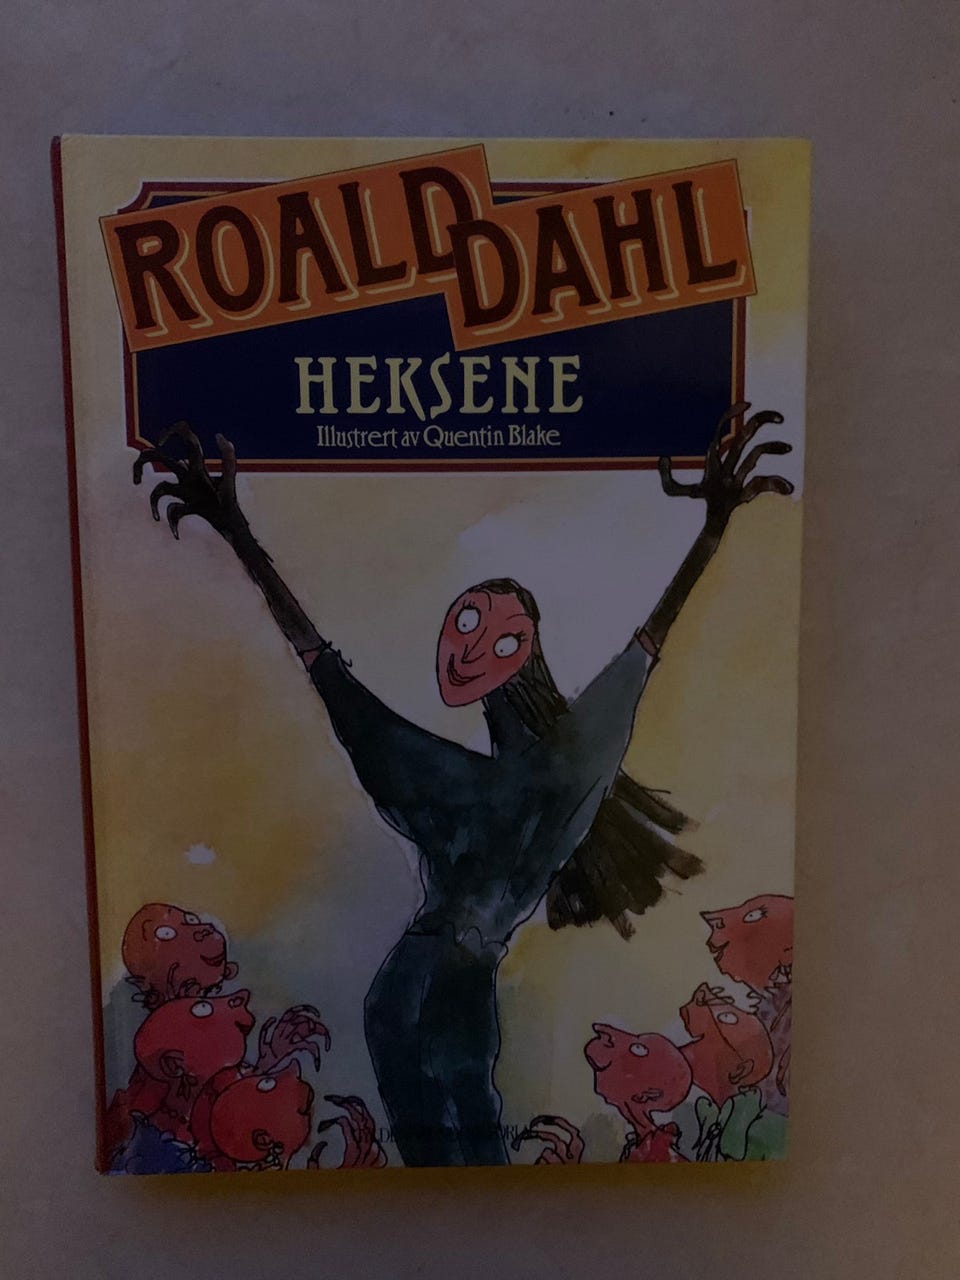 ROALD DAHL
HEKSENE
Illustrert av Quentin Blake